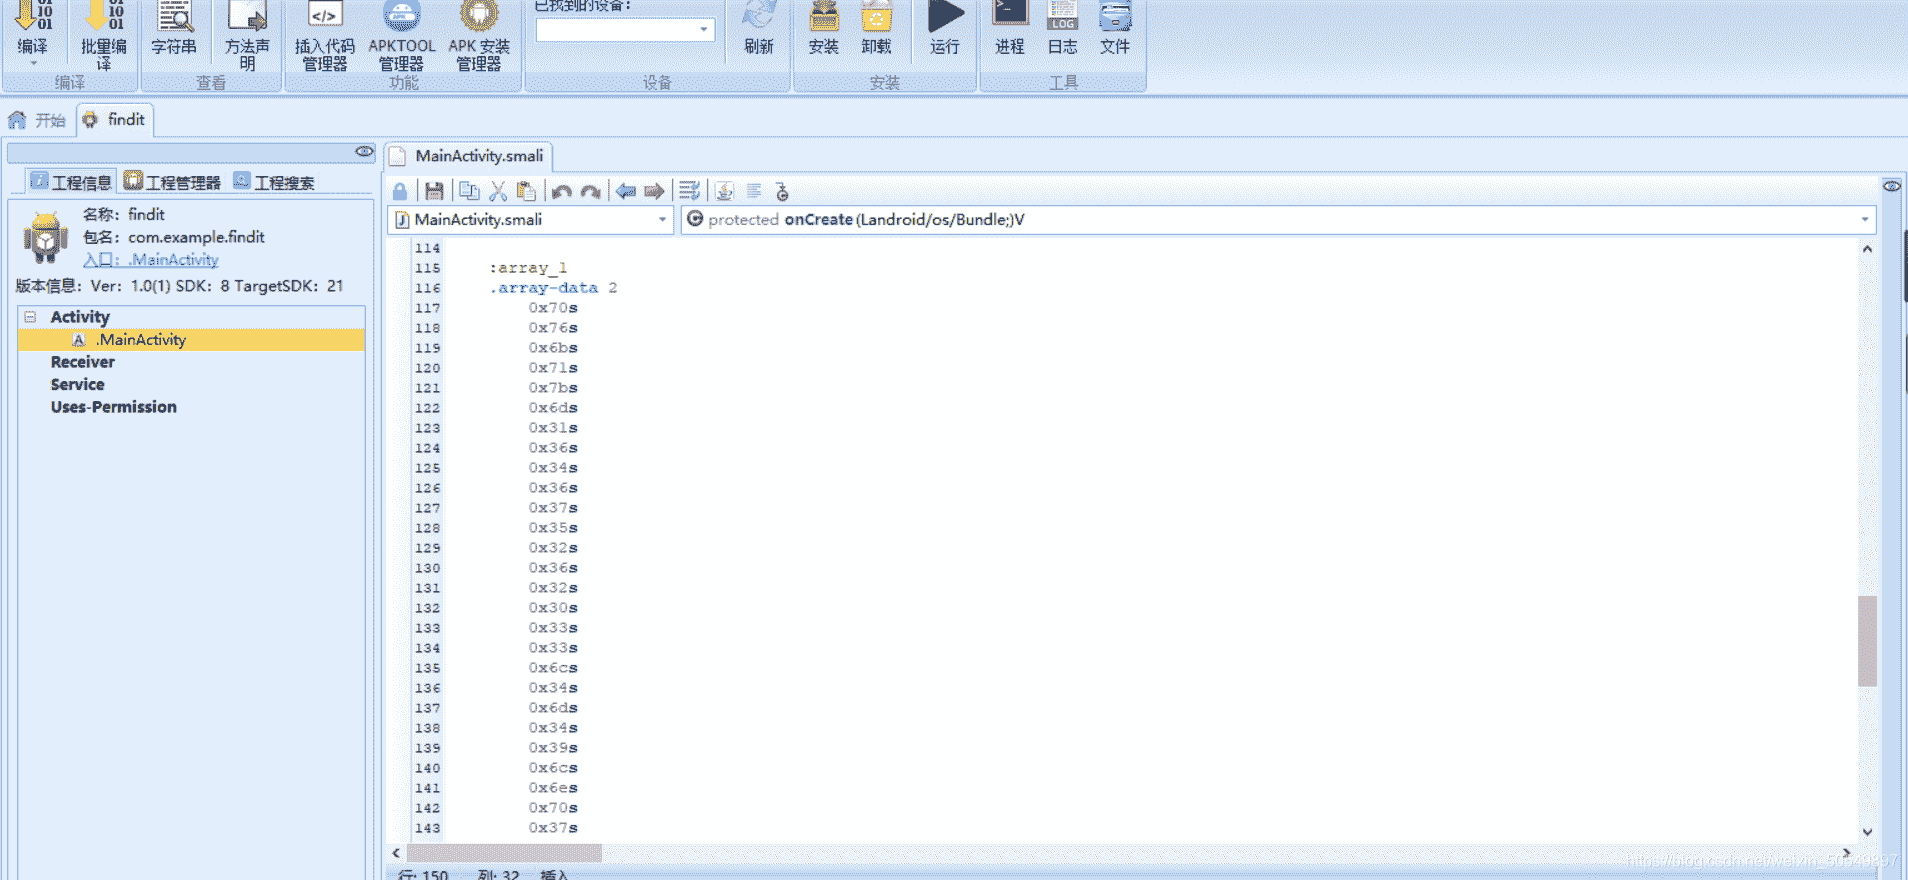 已找到的设备：
编译 批量编译 字符串 方法声明 插入代码管理器 APKTOOL管理器 APK 安装管理器 刷新 安装 卸载 运行 进程 日志 文件
编译 查看 功能 设备 安装 工具
开始 findit
MainActivity.smali
工程信息 工程管理器 工程搜索
名称：findit
包名：com.example.findit
入口：.MainActivity
版本信息：Ver：1.0(1) SDK：8 TargetSDK：21
Activity
A .MainActivity
Receiver
Service
Uses-Permission
MainActivity.smali protected onCreate(Landroid/os/Bundle;)V
114
115 :array_1
116 .array-data 2
117 0x70s
118 0x76s
119 0x6bs
120 0x71s
121 0x7bs
122 0x6ds
123 0x31s
124 0x36s
125 0x34s
126 0x36s
127 0x37s
128 0x35s
129 0x32s
130 0x36s
131 0x32s
132 0x30s
133 0x33s
134 0x33s
135 0x6cs
136 0x34s
137 0x6ds
138 0x34s
139 0x39s
140 0x6cs
141 0x6es
142 0x70s
143 0x37s
行: 150 列: 32 插入